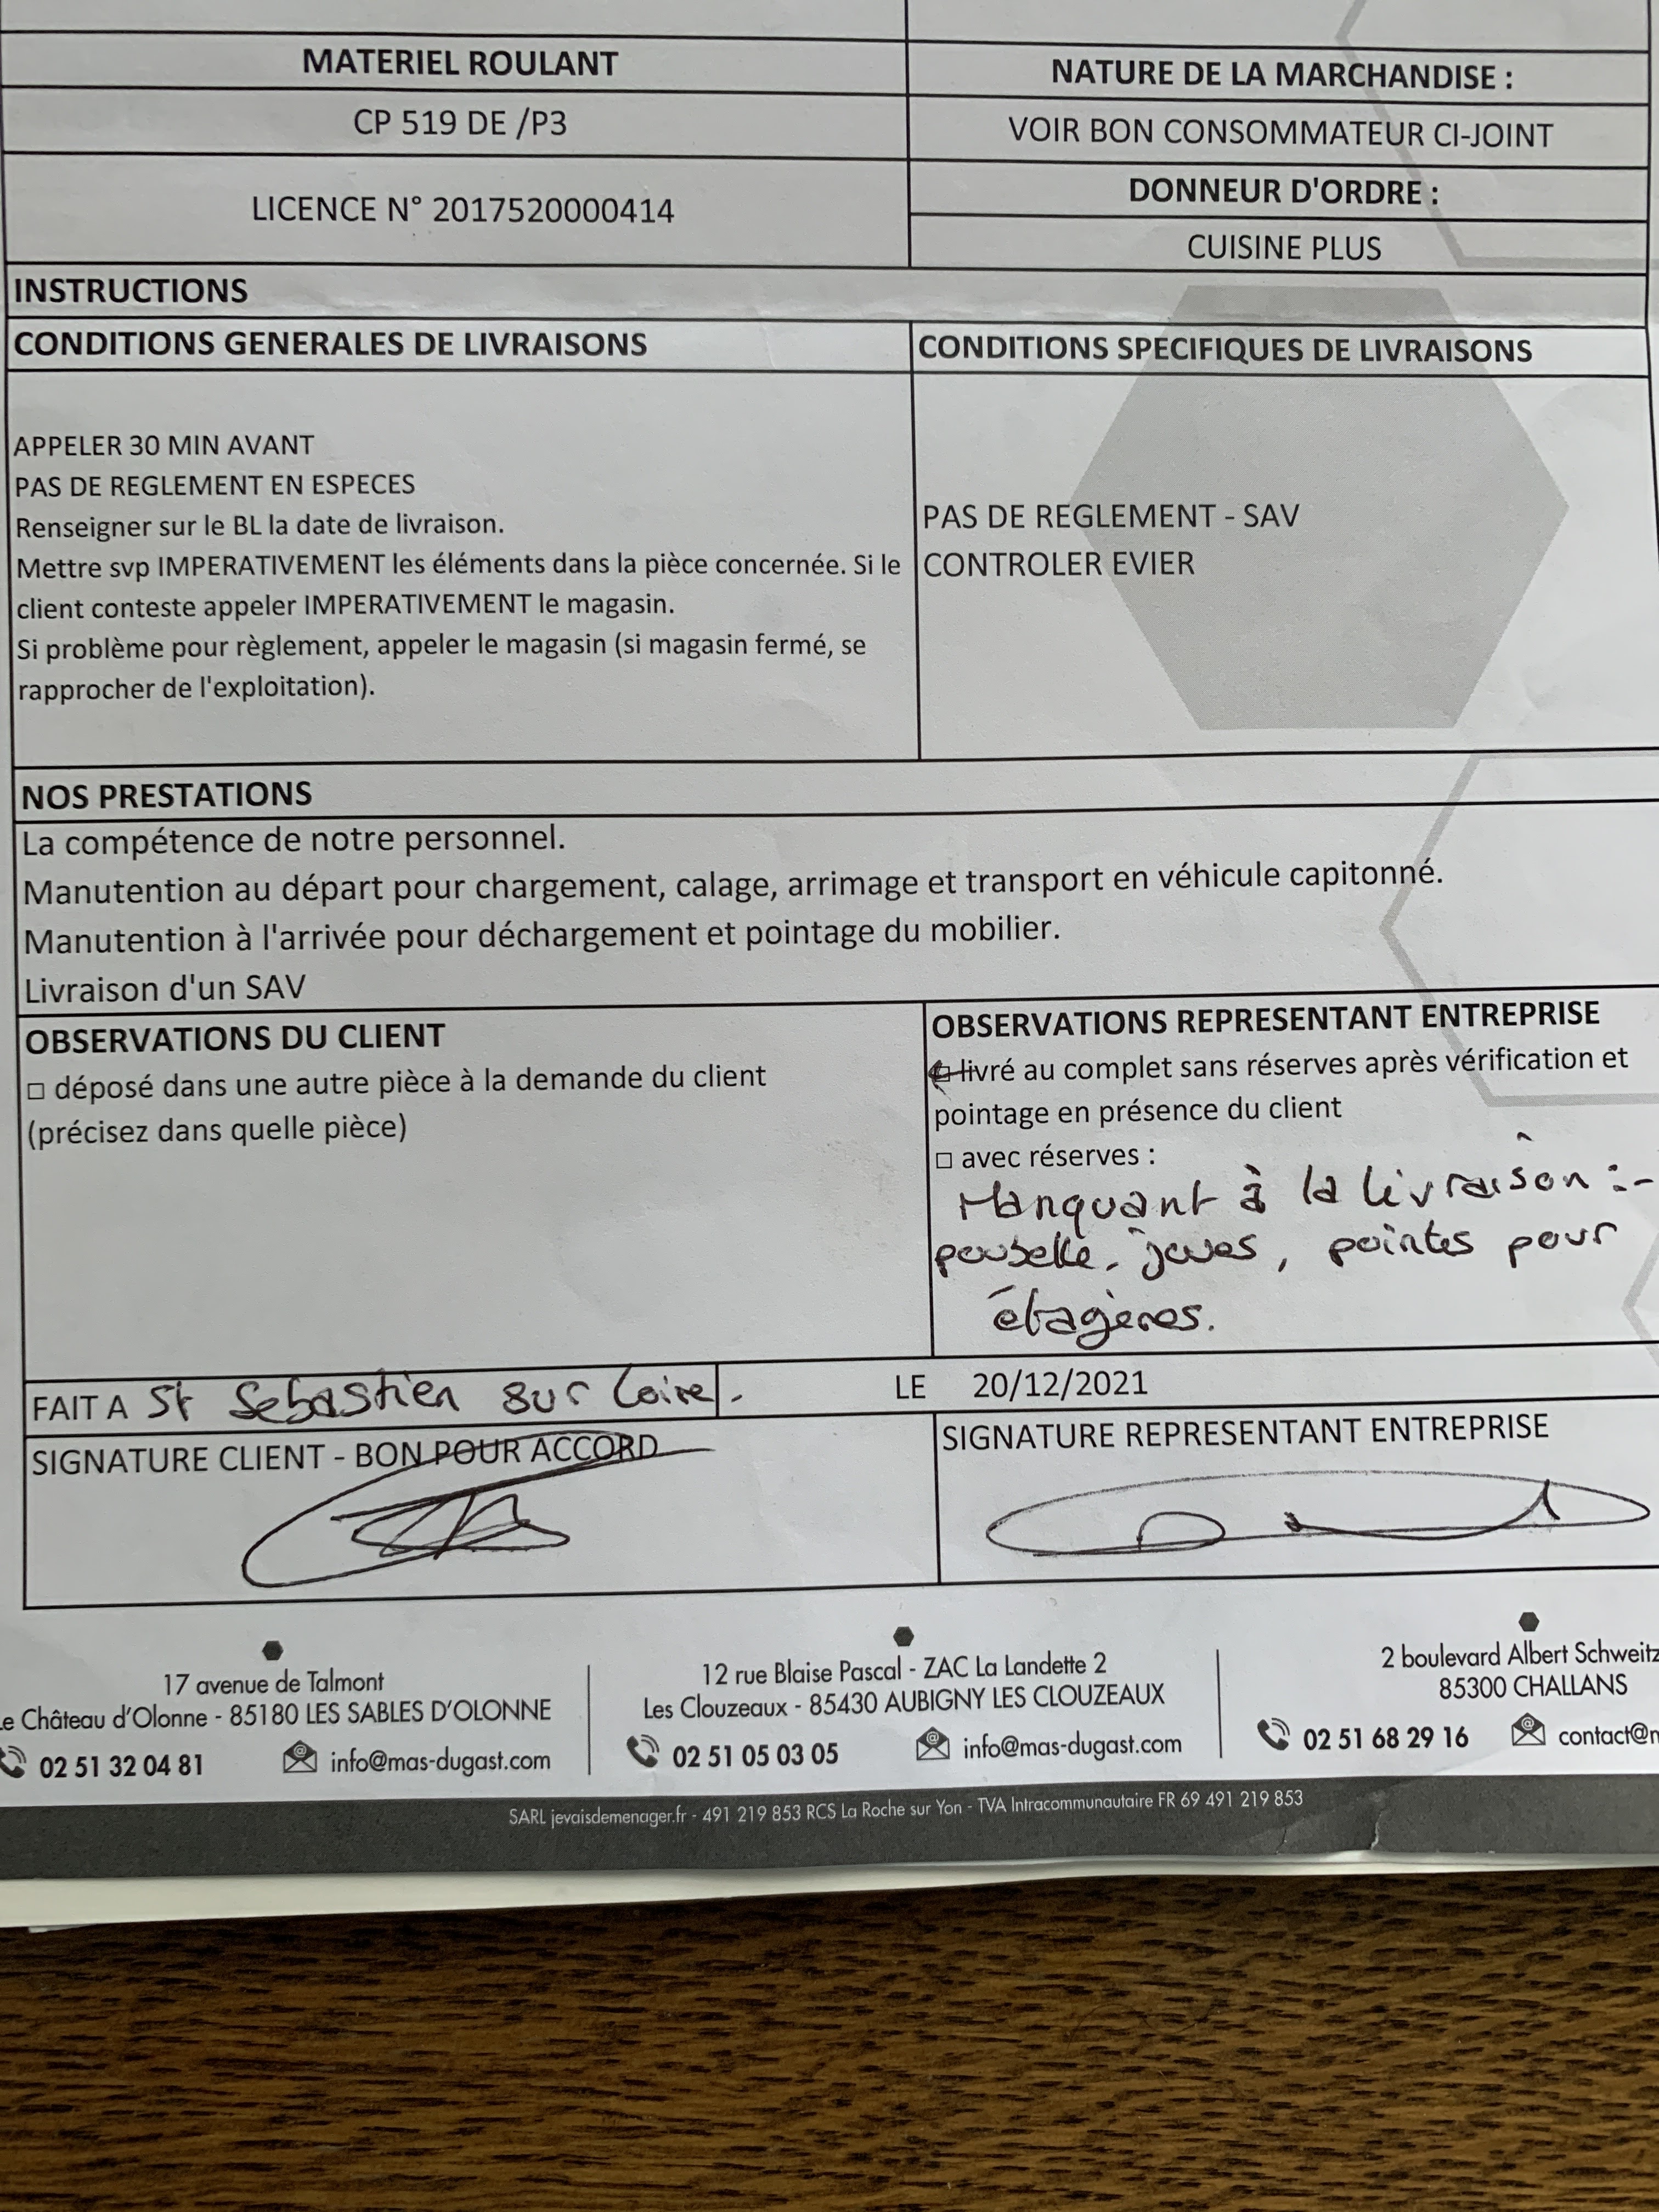 MATERIEL ROULANT
NATURE DE LA MARCHANDISE :
CP 519 DE /P3
VOIR BON CONSOMMATEUR CI-JOINT
LICENCE N° 2017520000414
DONNEUR D'ORDRE :
CUISINE PLUS
INSTRUCTIONS
CONDITIONS GENERALES DE LIVRAISONS
APPELER 30 MIN AVANT
PAS DE REGLEMENT EN ESPECES
Renseigner sur le BL la date de livraison.
Mettre svp IMPERATIVEMENT les éléments dans la pièce concernée. Si le
client conteste appeler IMPERATIVEMENT le magasin.
Si problème pour règlement, appeler le magasin (si magasin fermé, se
rapprocher de l'exploitation).
CONDITIONS SPECIFIQUES DE LIVRAISONS
PAS DE REGLEMENT - SAV
CONTROLER EVIER
NOS PRESTATIONS
La compétence de notre personnel.
Manutention au départ pour chargement, calage, arrimage et transport en véhicule capitonné.
Manutention à l'arrivée pour déchargement et pointage du mobilier.
Livraison d'un SAV
OBSERVATIONS DU CLIENT
□ déposé dans une autre pièce à la demande du client
(précisez dans quelle pièce)
OBSERVATIONS REPRESENTANT ENTREPRISE
□ livré au complet sans réserves après vérification et
pointage en présence du client
□ avec réserves :
Manquant à la livraison :-
poubelle, joues, pointes pour
étagères.
FAIT A St Sebastien sur Loire.
LE 20/12/2021
SIGNATURE CLIENT - BON POUR ACCORD
SIGNATURE REPRESENTANT ENTREPRISE
17 avenue de Talmont
Le Château d'Olonne - 85180 LES SABLES D'OLONNE
02 51 32 04 81 info@mas-dugast.com
12 rue Blaise Pascal - ZAC La Landette 2
Les Clouzeaux - 85430 AUBIGNY LES CLOUZEAUX
02 51 05 03 05 info@mas-dugast.com
2 boulevard Albert Schweitz
85300 CHALLANS
02 51 68 29 16 contact@m
SARL jevaisdemenager.fr - 491 219 853 RCS La Roche sur Yon - TVA Intracommunautaire FR 69 491 219 853